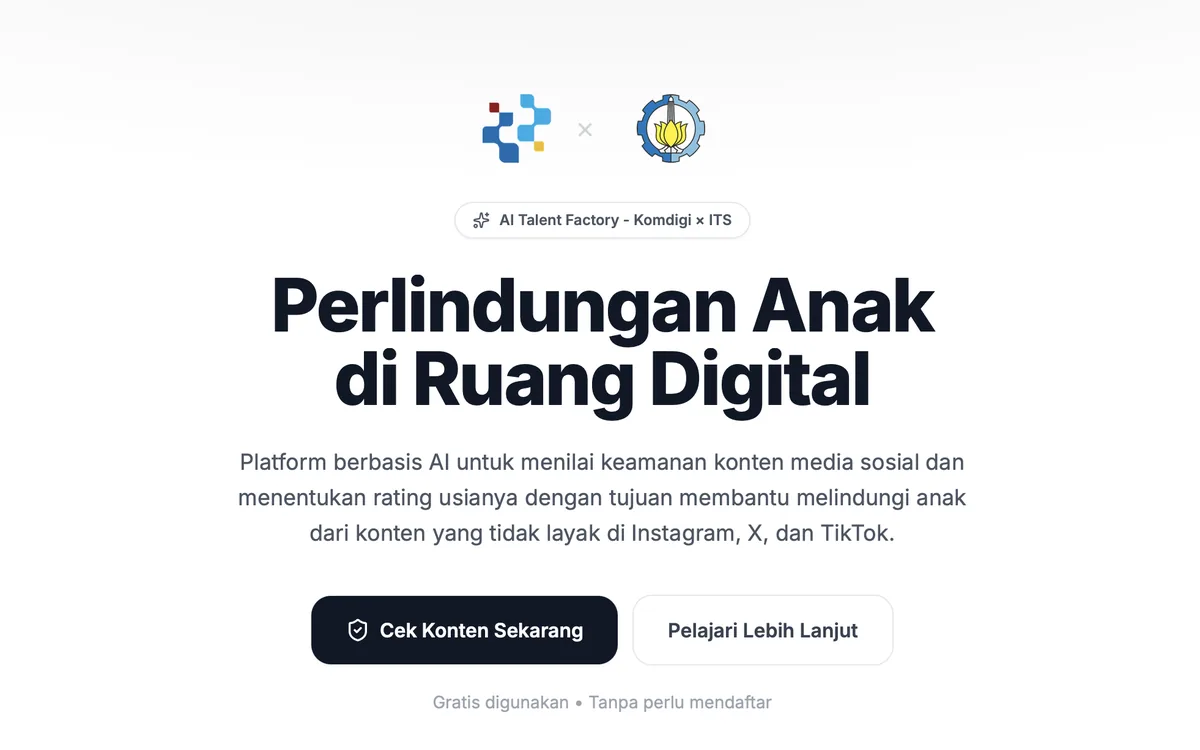 ×
AI Talent Factory - Komdigi × ITS
Perlindungan Anak
di Ruang Digital
Platform berbasis AI untuk menilai keamanan konten media sosial dan
menentukan rating usianya dengan tujuan membantu melindungi anak
dari konten yang tidak layak di Instagram, X, dan TikTok.
Cek Konten Sekarang
Pelajari Lebih Lanjut
Gratis digunakan • Tanpa perlu mendaftar